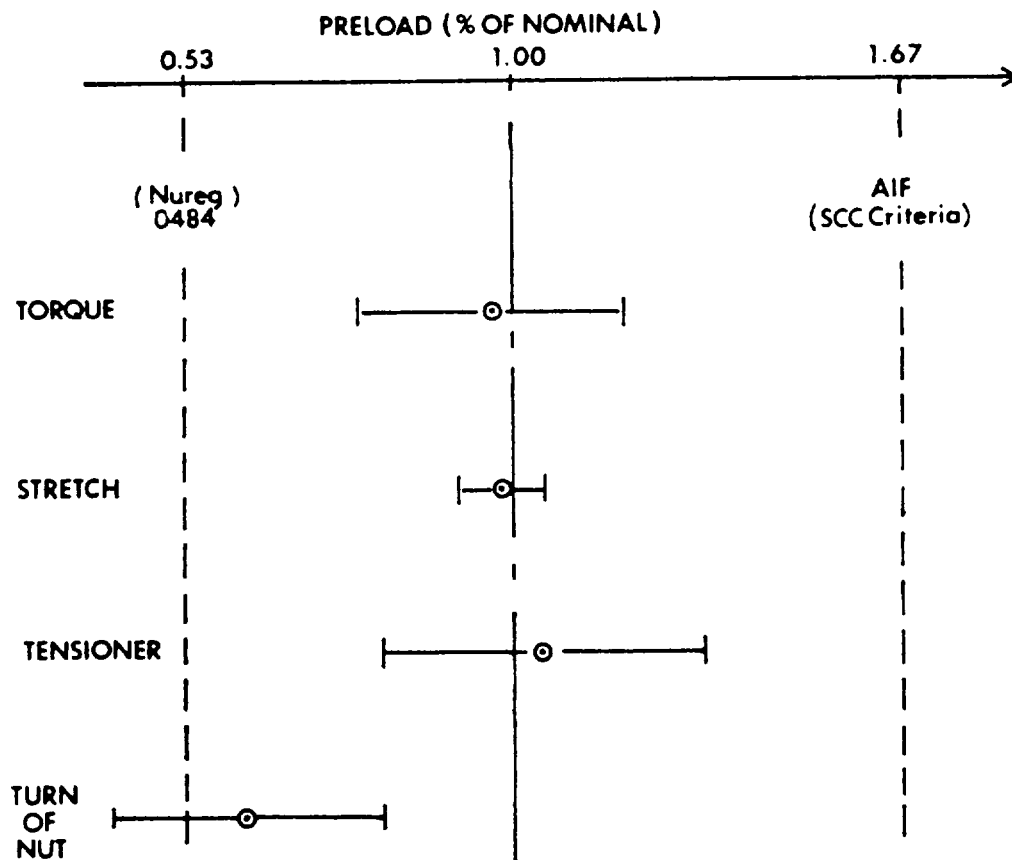 PRELOAD (% OF NOMINAL)
0.53 1.00 1.67
(Nureg)
0484
AIF
(SCC Criteria)
TORQUE
STRETCH
TENSIONER
TURN
OF
NUT